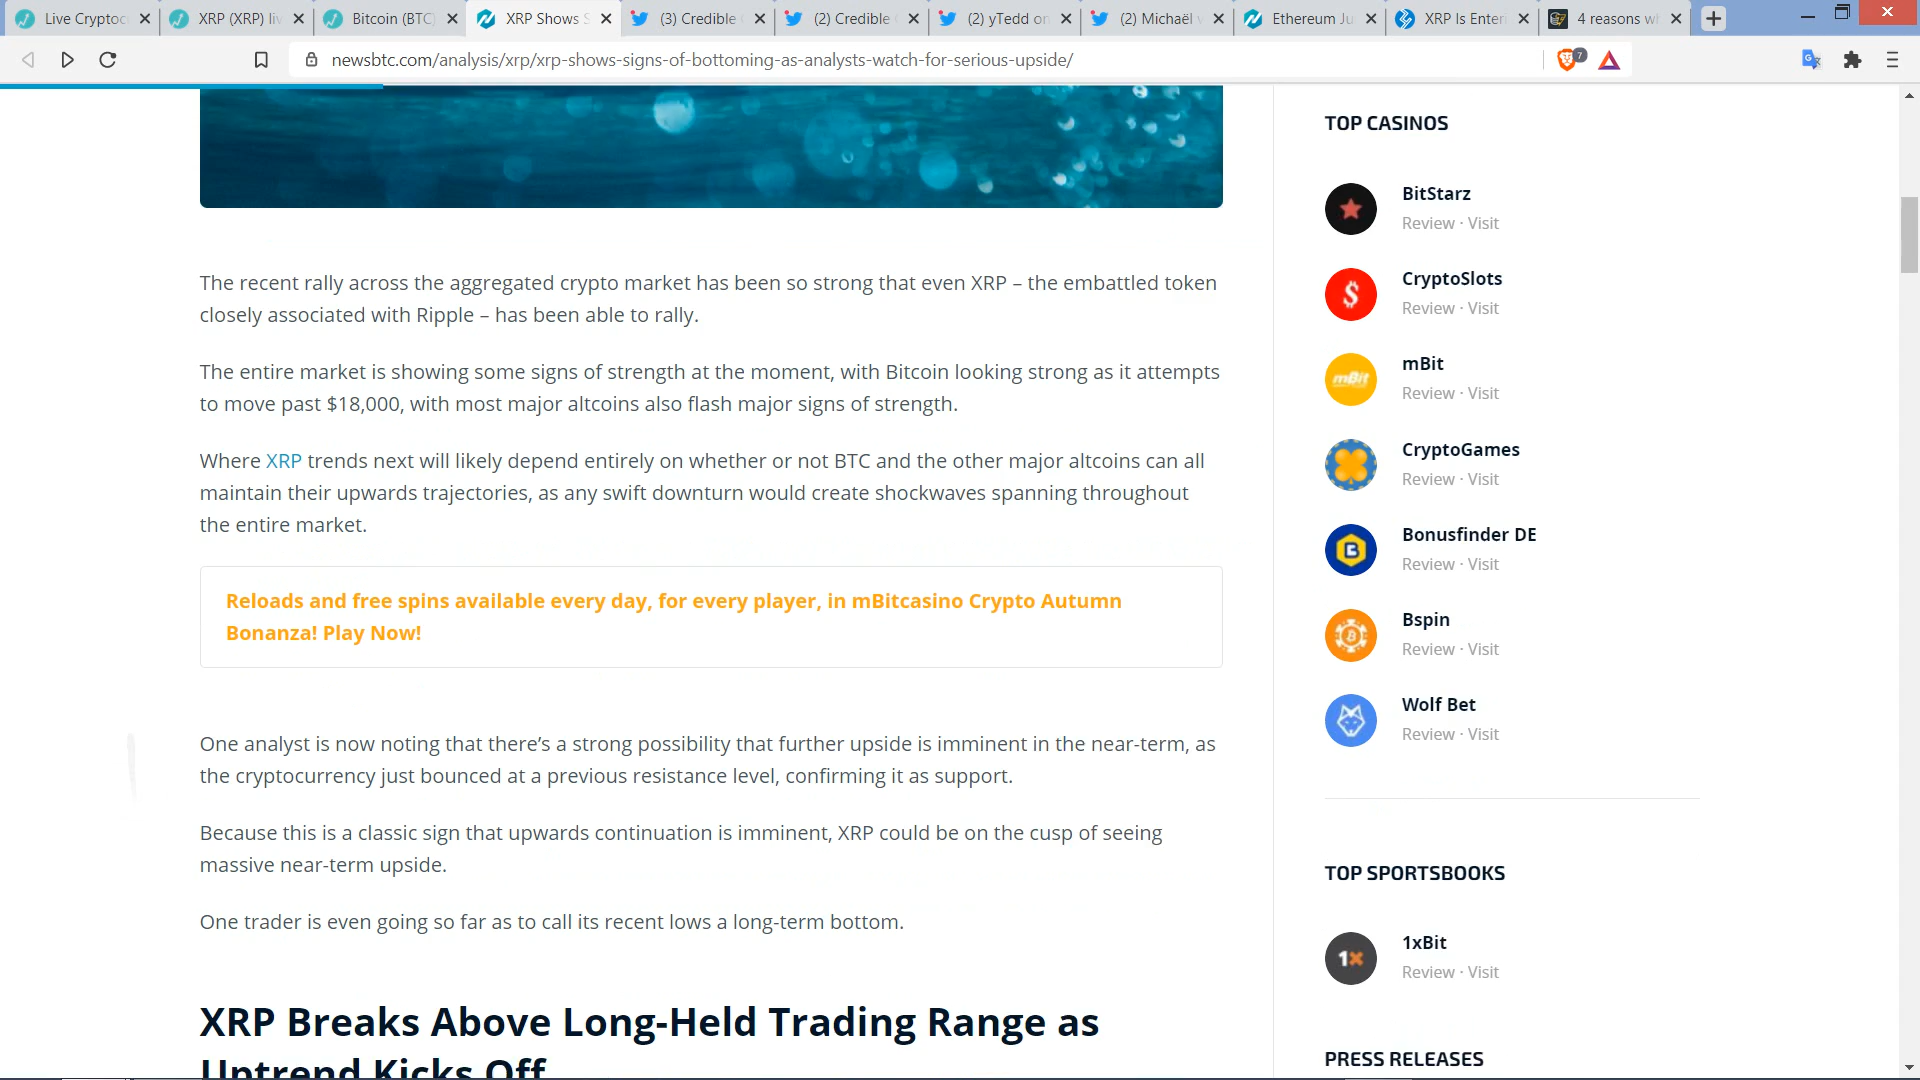 Live Cryptoc
XRP (XRP) liv
Bitcoin (BTC)
XRP Shows S
(3) Credible
(2) Credible
(2) yTedd on
(2) Michaël v
Ethereum Ju
XRP Is Enteri
4 reasons wh
newsbtc.com/analysis/xrp/xrp-shows-signs-of-bottoming-as-analysts-watch-for-serious-upside/
7
The recent rally across the aggregated crypto market has been so strong that even XRP – the embattled token
closely associated with Ripple – has been able to rally.
The entire market is showing some signs of strength at the moment, with Bitcoin looking strong as it attempts
to move past $18,000, with most major altcoins also flash major signs of strength.
Where XRP trends next will likely depend entirely on whether or not BTC and the other major altcoins can all
maintain their upwards trajectories, as any swift downturn would create shockwaves spanning throughout
the entire market.
Reloads and free spins available every day, for every player, in mBitcasino Crypto Autumn
Bonanza! Play Now!
One analyst is now noting that there's a strong possibility that further upside is imminent in the near-term, as
the cryptocurrency just bounced at a previous resistance level, confirming it as support.
Because this is a classic sign that upwards continuation is imminent, XRP could be on the cusp of seeing
massive near-term upside.
One trader is even going so far as to call its recent lows a long-term bottom.
XRP Breaks Above Long-Held Trading Range as
Uptrend Kicks Off
TOP CASINOS
BitStarz
Review · Visit
CryptoSlots
Review · Visit
mBit
mBit
Review · Visit
CryptoGames
Review · Visit
Bonusfinder DE
Review · Visit
Bspin
Review · Visit
Wolf Bet
Review · Visit
TOP SPORTSBOOKS
1x
1xBit
Review · Visit
PRESS RELEASES